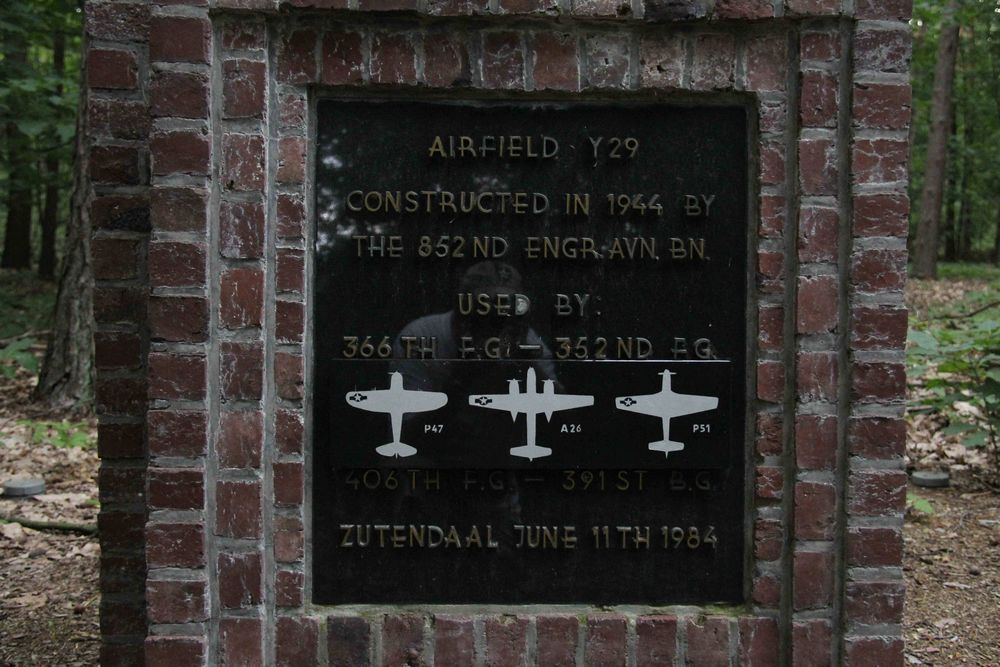 AIRFIELD Y29
CONSTRUCTED IN 1944 BY
THE 852ND ENGR. AVN. BN.
USED BY:
366TH F.G. — 352ND F.G.
P47 A26 P51
406TH F.G. — 391ST B.G.
ZUTENDAAL JUNE 11TH 1984